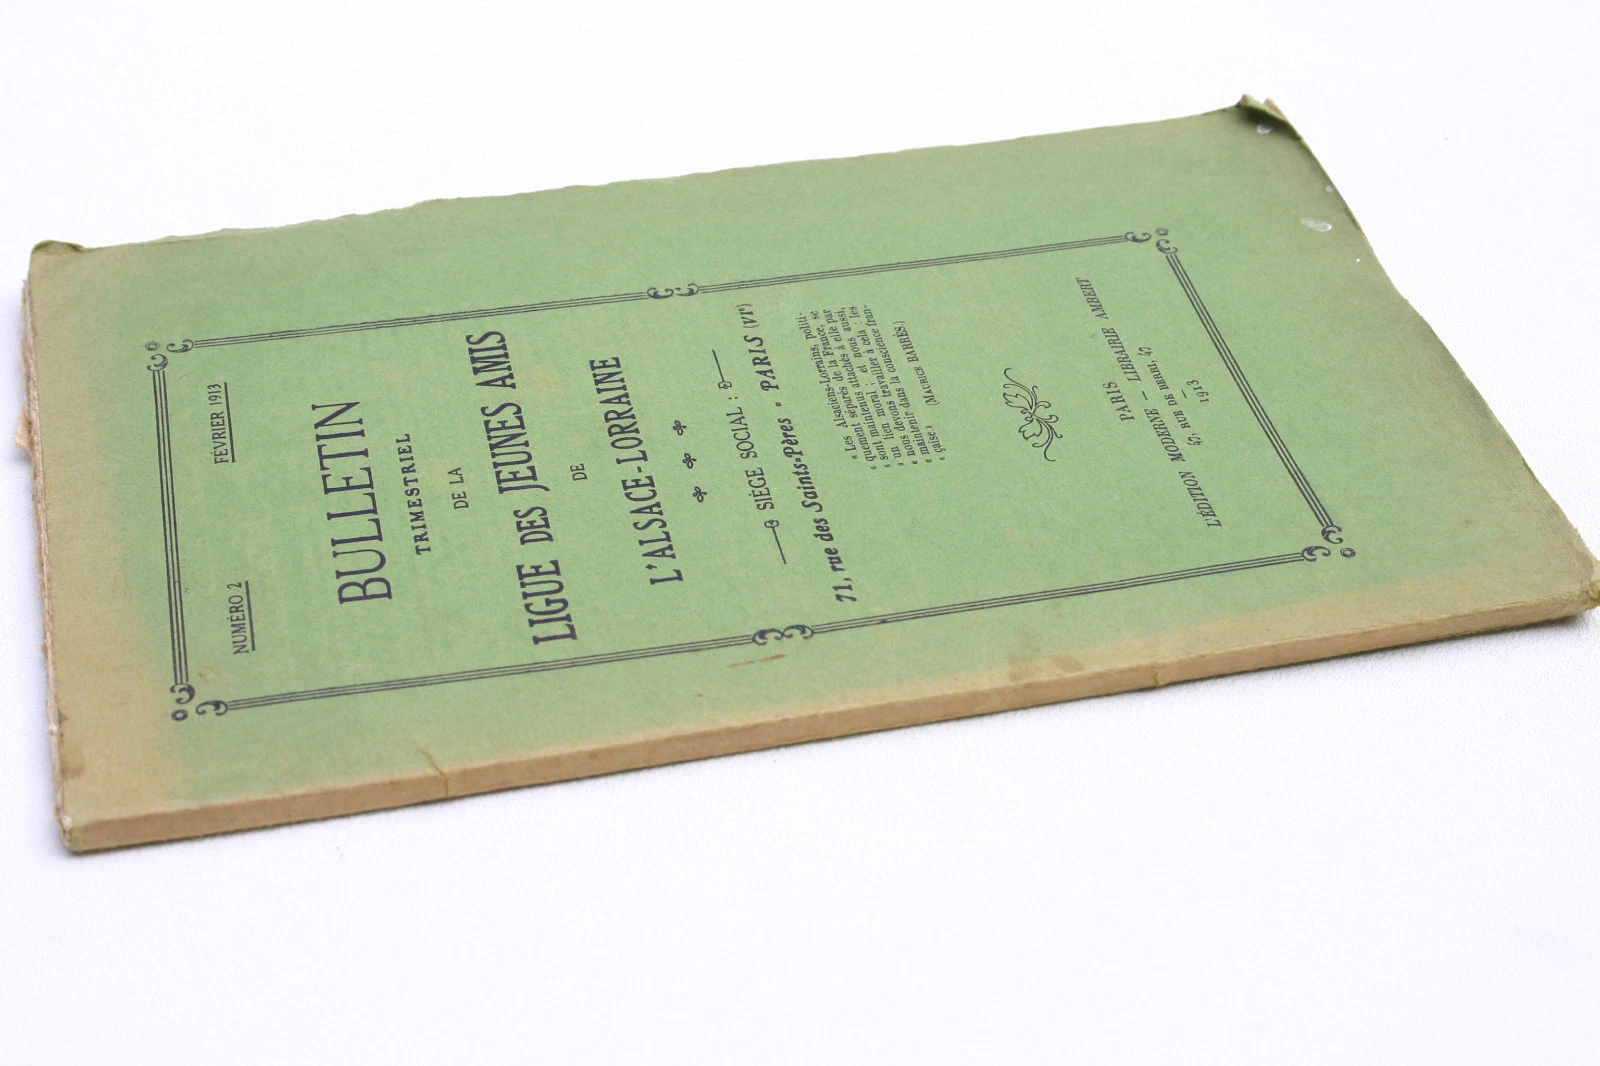 NUMÉRO 2 FÉVRIER 1913
BULLETIN
TRIMESTRIEL
DE LA
LIGUE DES JEUNES AMIS
DE
L'ALSACE-LORRAINE
SIÈGE SOCIAL :
71, rue des Saints-Pères - PARIS (VIᵉ)
« Les Alsaciens-Lorrains, politi-
« quement séparés de la France, se
« sont maintenus attachés à elle par
« un lien moral ; et nous aussi,
« nous devons travailler à cela : les
« maintenir dans la conscience fran-
« çaise. » (MAURICE BARRÈS.)
PARIS
L'ÉDITION MODERNE — LIBRAIRIE AMBERT
47, RUE DE BERRI, 47
1913